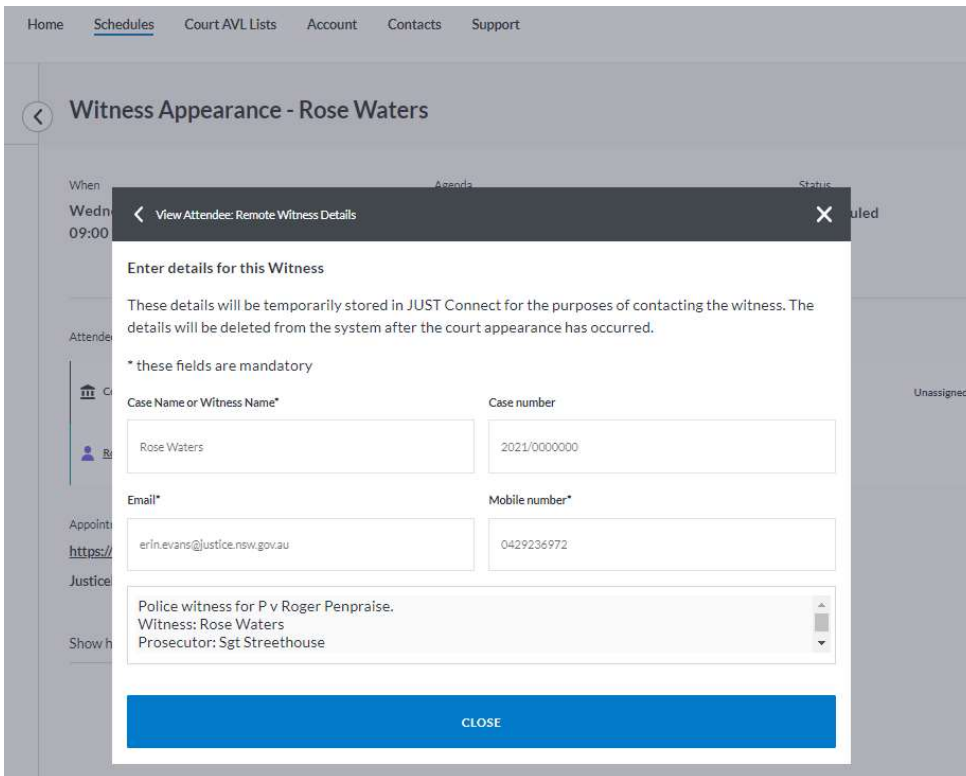 Home Schedules Court AVL Lists Account Contacts Support
Witness Appearance - Rose Waters
When Agenda Status
09:00
View Attendee: Remote Witness Details
Enter details for this Witness
These details will be temporarily stored in JUST Connect for the purposes of contacting the witness. The
details will be deleted from the system after the court appearance has occurred.
* these fields are mandatory
Case Name or Witness Name* Case number
Rose Waters 2021/0000000
Unassigned
Email* Mobile number*
erin.evans@justice.nsw.gov.au 0429236972
https://
Police witness for P v Roger Penpraise.
Witness: Rose Waters
Prosecutor: Sgt Streethouse
Show h
CLOSE